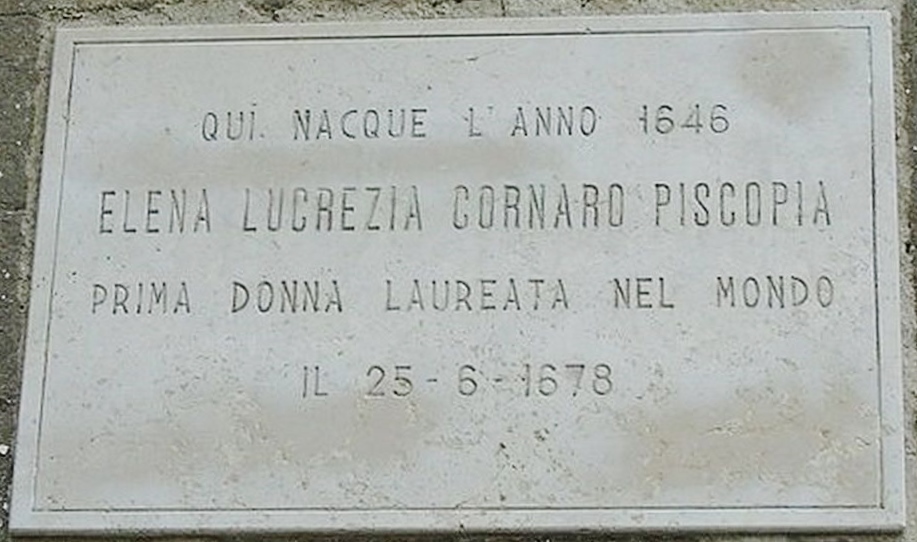 QUI NACQUE L'ANNO 1646
ELENA LUCREZIA CORNARO PISCOPIA
PRIMA DONNA LAUREATA NEL MONDO
IL 25-6-1678